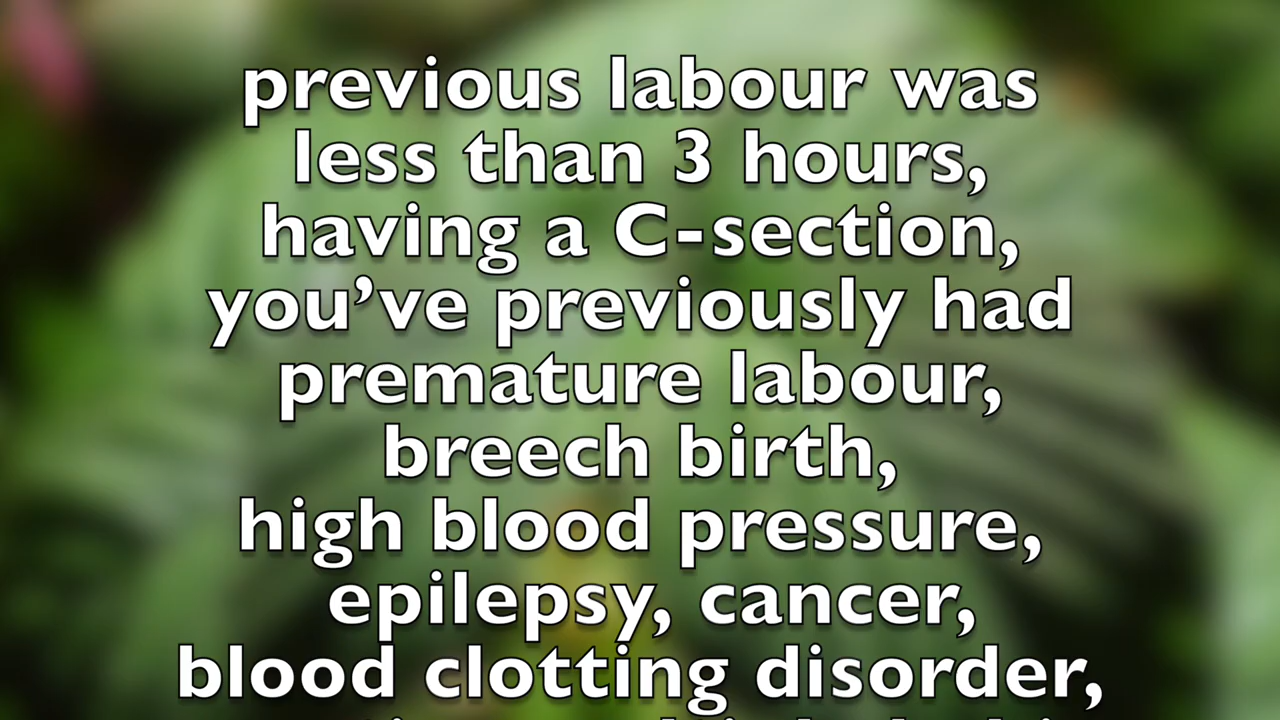 previous labour was
less than 3 hours,
having a C-section,
you’ve previously had
premature labour,
breech birth,
high blood pressure,
epilepsy, cancer,
blood clotting disorder,